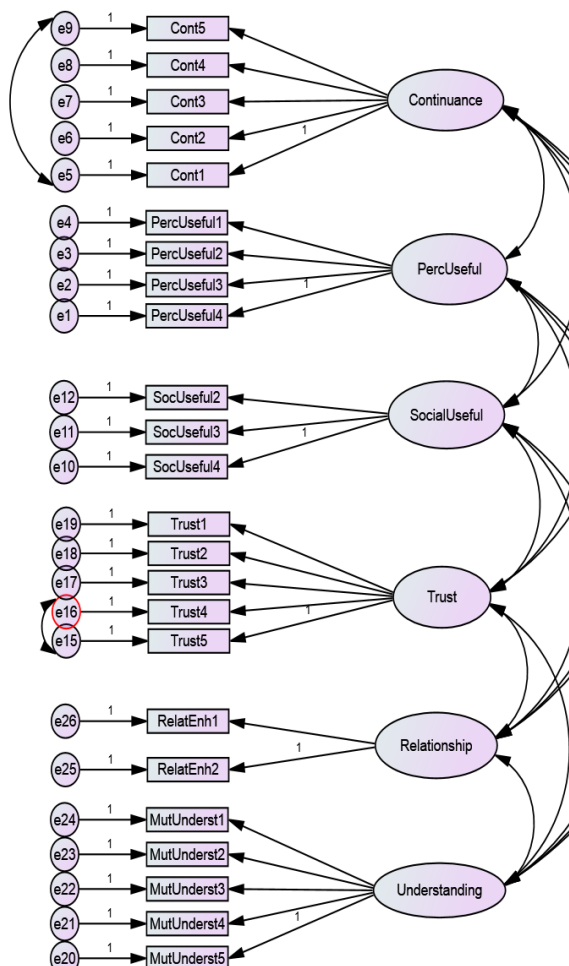 e9 1 Cont5
e8 1 Cont4
e7 1 Cont3 Continuance
e6 1 Cont2 1
e5 1 Cont1
e4 1 PercUseful1
e3 1 PercUseful2 PercUseful
e2 1 PercUseful3 1
e1 1 PercUseful4
e12 1 SocUseful2
e11 1 SocUseful3 1 SocialUseful
e10 1 SocUseful4
e19 1 Trust1
e18 1 Trust2
e17 1 Trust3 Trust
e16 1 Trust4 1
e15 1 Trust5
e26 1 RelatEnh1
Relationship
e25 1 RelatEnh2 1
e24 1 MutUnderst1
e23 1 MutUnderst2
e22 1 MutUnderst3 Understanding
e21 1 MutUnderst4 1
e20 1 MutUnderst5